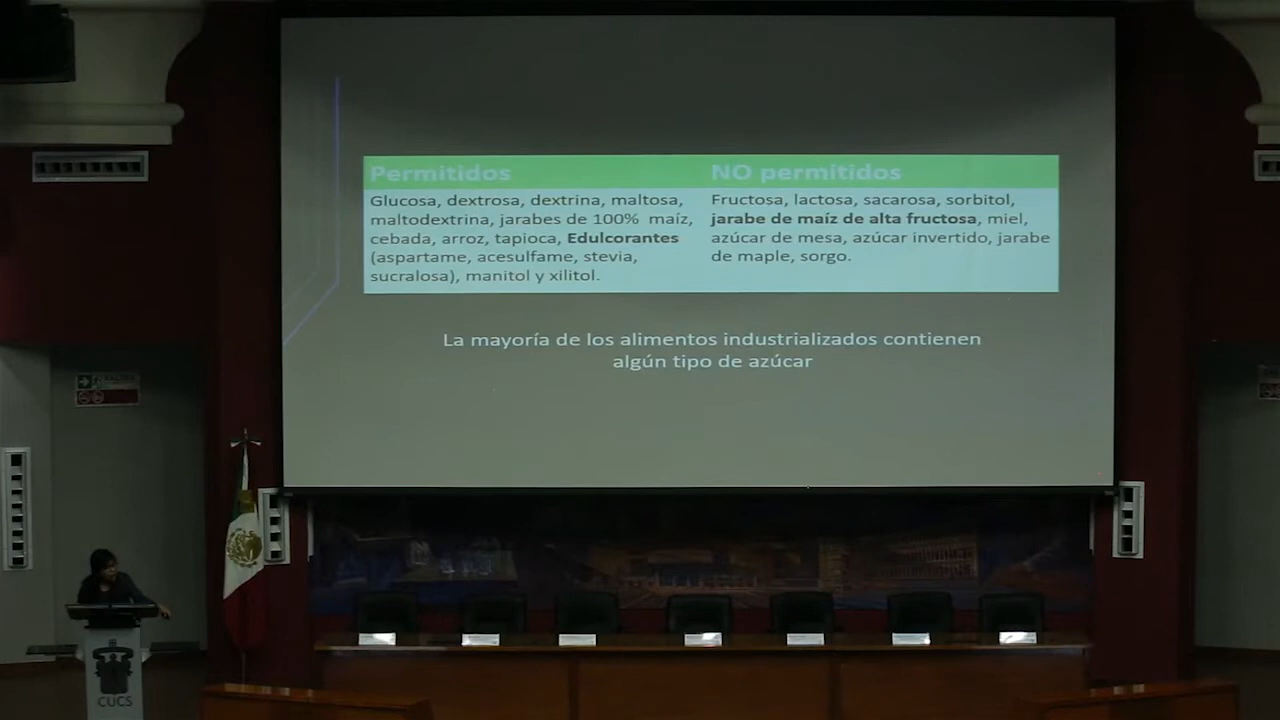 Permitidos
Glucosa, dextrosa, dextrina, maltosa,
maltodextrina, jarabes de 100% maíz,
cebada, arroz, tapioca, Edulcorantes
(aspartame, acesulfame, stevia,
sucralosa), manitol y xilitol.
NO permitidos
Fructosa, lactosa, sacarosa, sorbitol,
jarabe de maíz de alta fructosa, miel,
azúcar de mesa, azúcar invertido, jarabe
de maple, sorgo.
La mayoría de los alimentos industrializados contienen
algún tipo de azúcar
CUCS